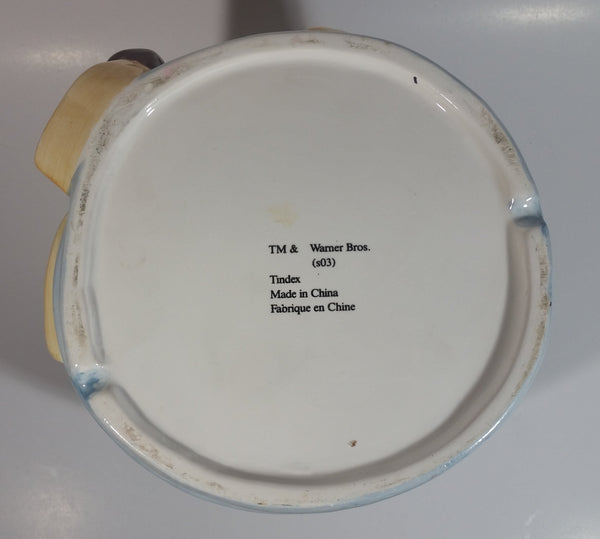 TM & Warner Bros.
(s03)
Tindex
Made in China
Fabrique en Chine